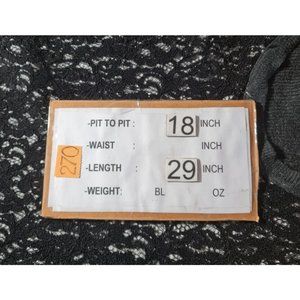 -PIT TO PIT : 18 INCH
-WAIST : INCH
270
-LENGTH : 29 INCH
-WEIGHT: BL OZ